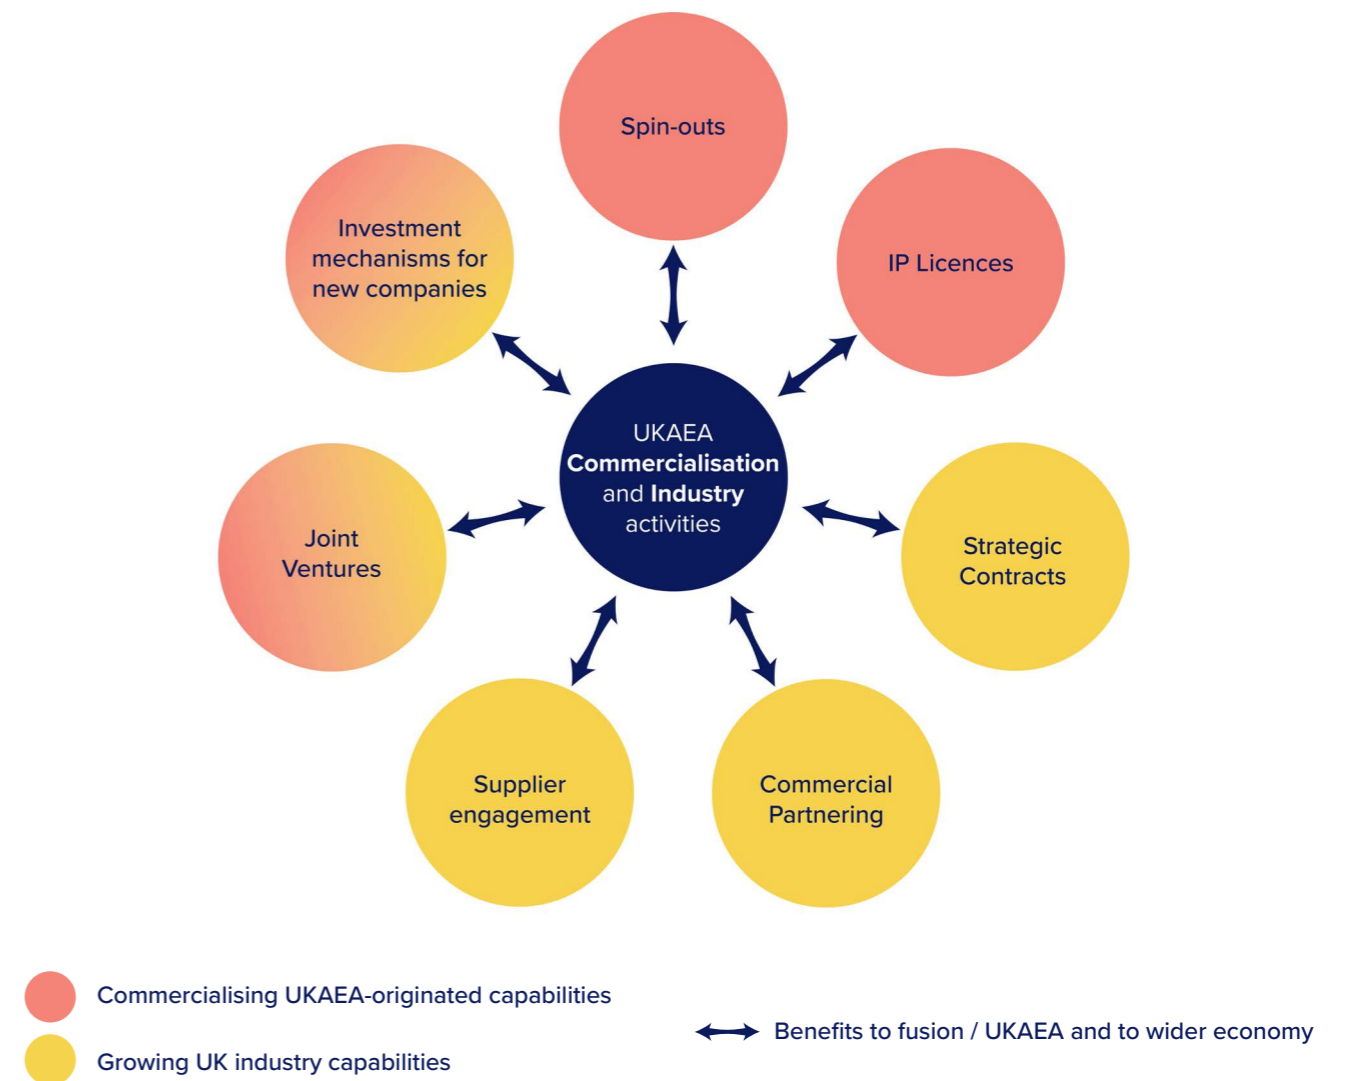 Spin-outs
Investment
mechanisms for
new companies
IP Licences
UKAEA
Commercialisation
and Industry
activities
Joint
Ventures
Strategic
Contracts
Supplier
engagement
Commercial
Partnering
Commercialising UKAEA-originated capabilities
Benefits to fusion / UKAEA and to wider economy
Growing UK industry capabilities